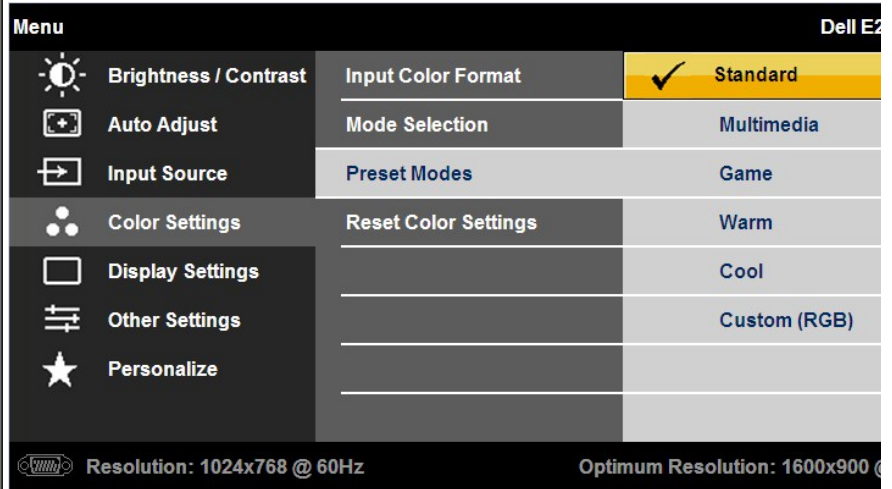 Menu Dell E2
Brightness / Contrast Input Color Format Standard
Auto Adjust Mode Selection Multimedia
Input Source Preset Modes Game
Color Settings Reset Color Settings Warm
Display Settings Cool
Other Settings Custom (RGB)
Personalize
Resolution: 1024x768 @ 60Hz Optimum Resolution: 1600x900 @